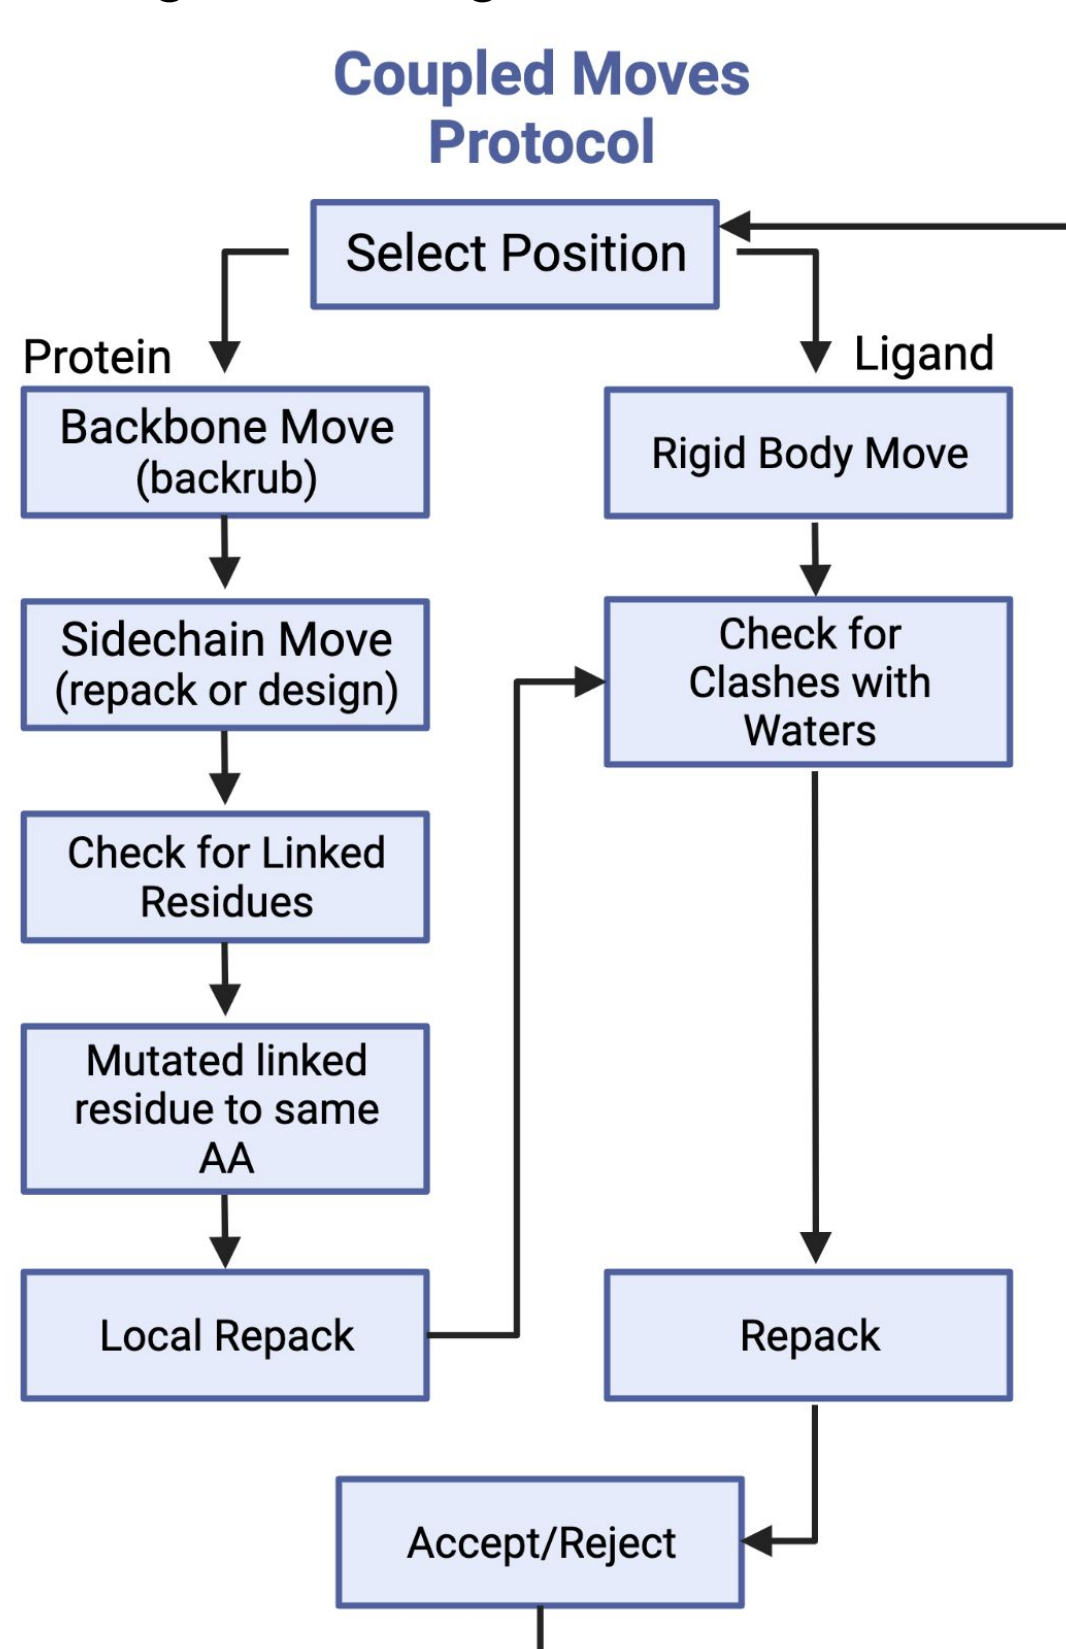 Coupled Moves
Protocol
Select Position
Protein
Ligand
Backbone Move
(backrub)
Rigid Body Move
Sidechain Move
(repack or design)
Check for
Clashes with
Waters
Check for Linked
Residues
Mutated linked
residue to same
AA
Local Repack
Repack
Accept/Reject